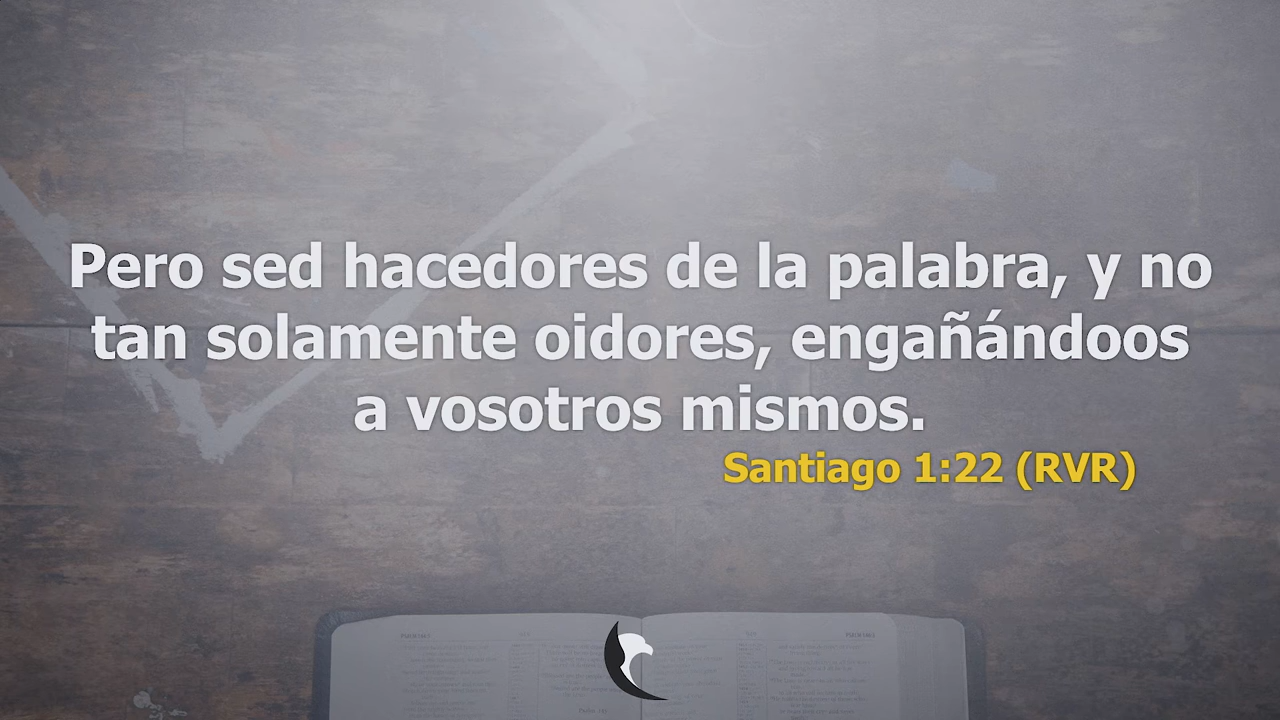 Pero sed hacedores de la palabra, y no
tan solamente oidores, engañándoos
a vosotros mismos.
Santiago 1:22 (RVR)